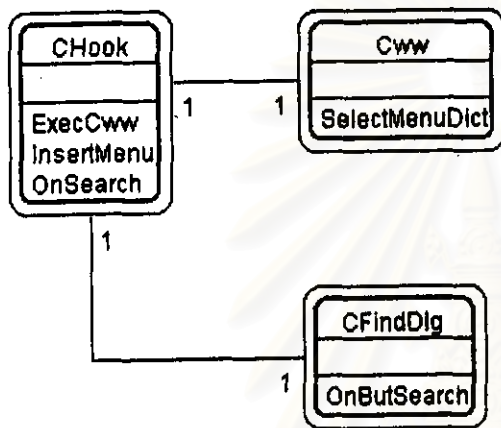 CHook
ExecCww
InsertMenu
OnSearch
1
1
Cww
SelectMenuDict
1
1
CFindDlg
OnButSearch